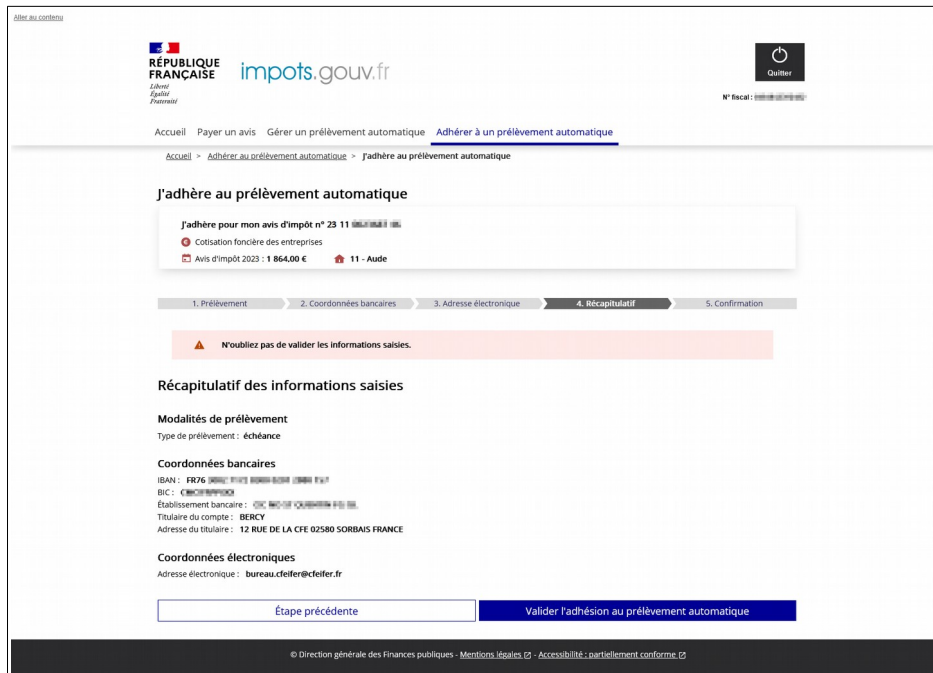 Aller au contenu
RÉPUBLIQUE
FRANÇAISE
Liberté
Égalité
Fraternité
impots.gouv.fr
Quitter
N° fiscal :
Accueil Payer un avis Gérer un prélèvement automatique Adhérer à un prélèvement automatique
Accueil > Adhérer au prélèvement automatique > J'adhère au prélèvement automatique
J'adhère au prélèvement automatique
J'adhère pour mon avis d'impôt n° 23 11
Cotisation foncière des entreprises
Avis d'impôt 2023 : 1 864,00 € 11 - Aude
1. Prélèvement 2. Coordonnées bancaires 3. Adresse électronique 4. Récapitulatif 5. Confirmation
N'oubliez pas de valider les informations saisies.
Récapitulatif des informations saisies
Modalités de prélèvement
Type de prélèvement : échéance
Coordonnées bancaires
IBAN : FR76
BIC :
Établissement bancaire :
Titulaire du compte : BERCY
Adresse du titulaire : 12 RUE DE LA CFE 02580 SORBAIS FRANCE
Coordonnées électroniques
Adresse électronique : bureau.cfeifer@cfeifer.fr
Étape précédente Valider l'adhésion au prélèvement automatique
© Direction générale des Finances publiques - Mentions légales - Accessibilité : partiellement conforme